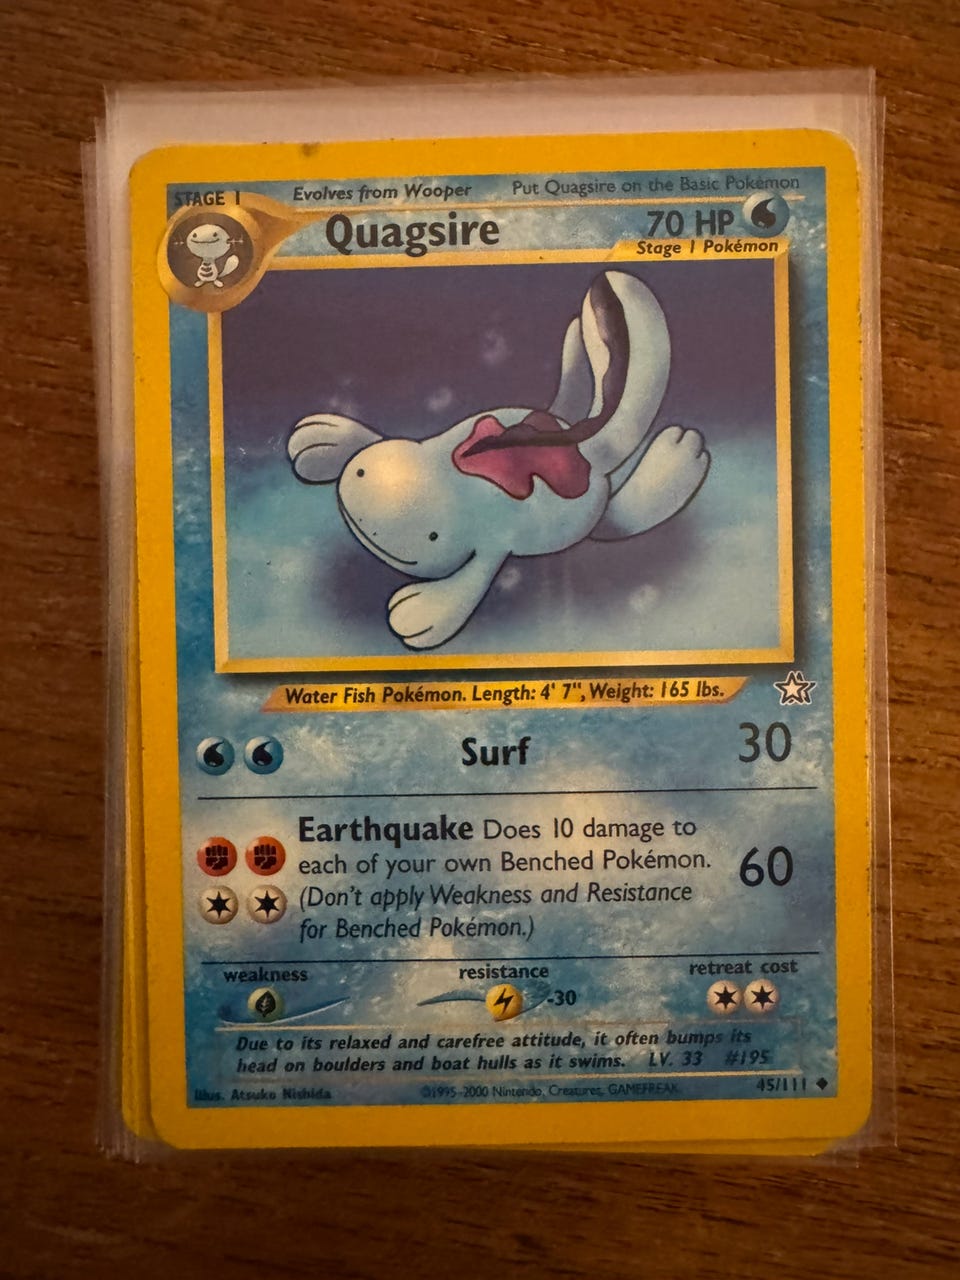 STAGE 1
Evolves from Wooper
Put Quagsire on the Basic Pokémon
Quagsire
70 HP
Stage 1 Pokémon
Water Fish Pokémon. Length: 4' 7", Weight: 165 lbs.
Surf 30
Earthquake Does 10 damage to
each of your own Benched Pokémon.
(Don't apply Weakness and Resistance
for Benched Pokémon.)
60
weakness
resistance
-30
retreat cost
Due to its relaxed and carefree attitude, it often bumps its
head on boulders and boat hulls as it swims. LV. 33 #195
Illus. Atsuko Nishida
©1995-2000 Nintendo, Creatures, GAMEFREAK.
45/111